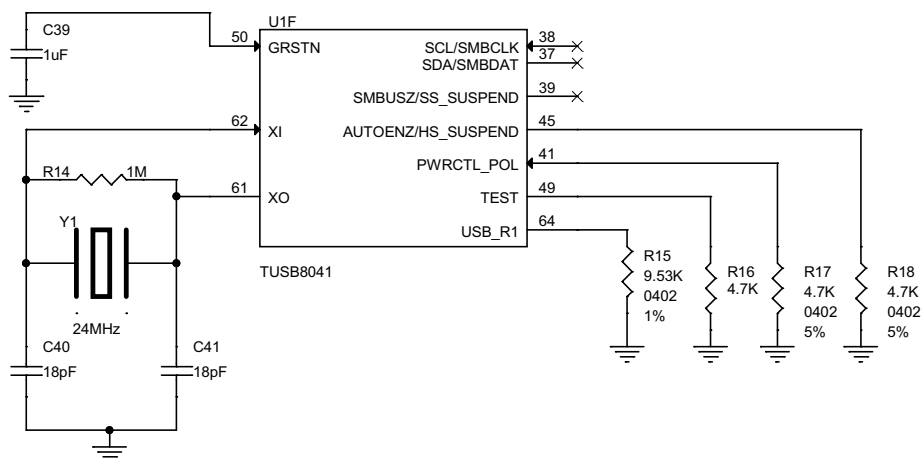 U1F
C39
1uF
50
GRSTN
SCL/SMBCLK
38
SDA/SMBDAT
37
SMBUSZ/SS_SUSPEND
39
62
XI
AUTOENZ/HS_SUSPEND
45
R14
1M
PWRCTL_POL
41
61
XO
TEST
49
Y1
USB_R1
64
TUSB8041
R15
9.53K
0402
1%
R16
4.7K
R17
4.7K
0402
5%
R18
4.7K
0402
5%
24MHz
C40
18pF
C41
18pF